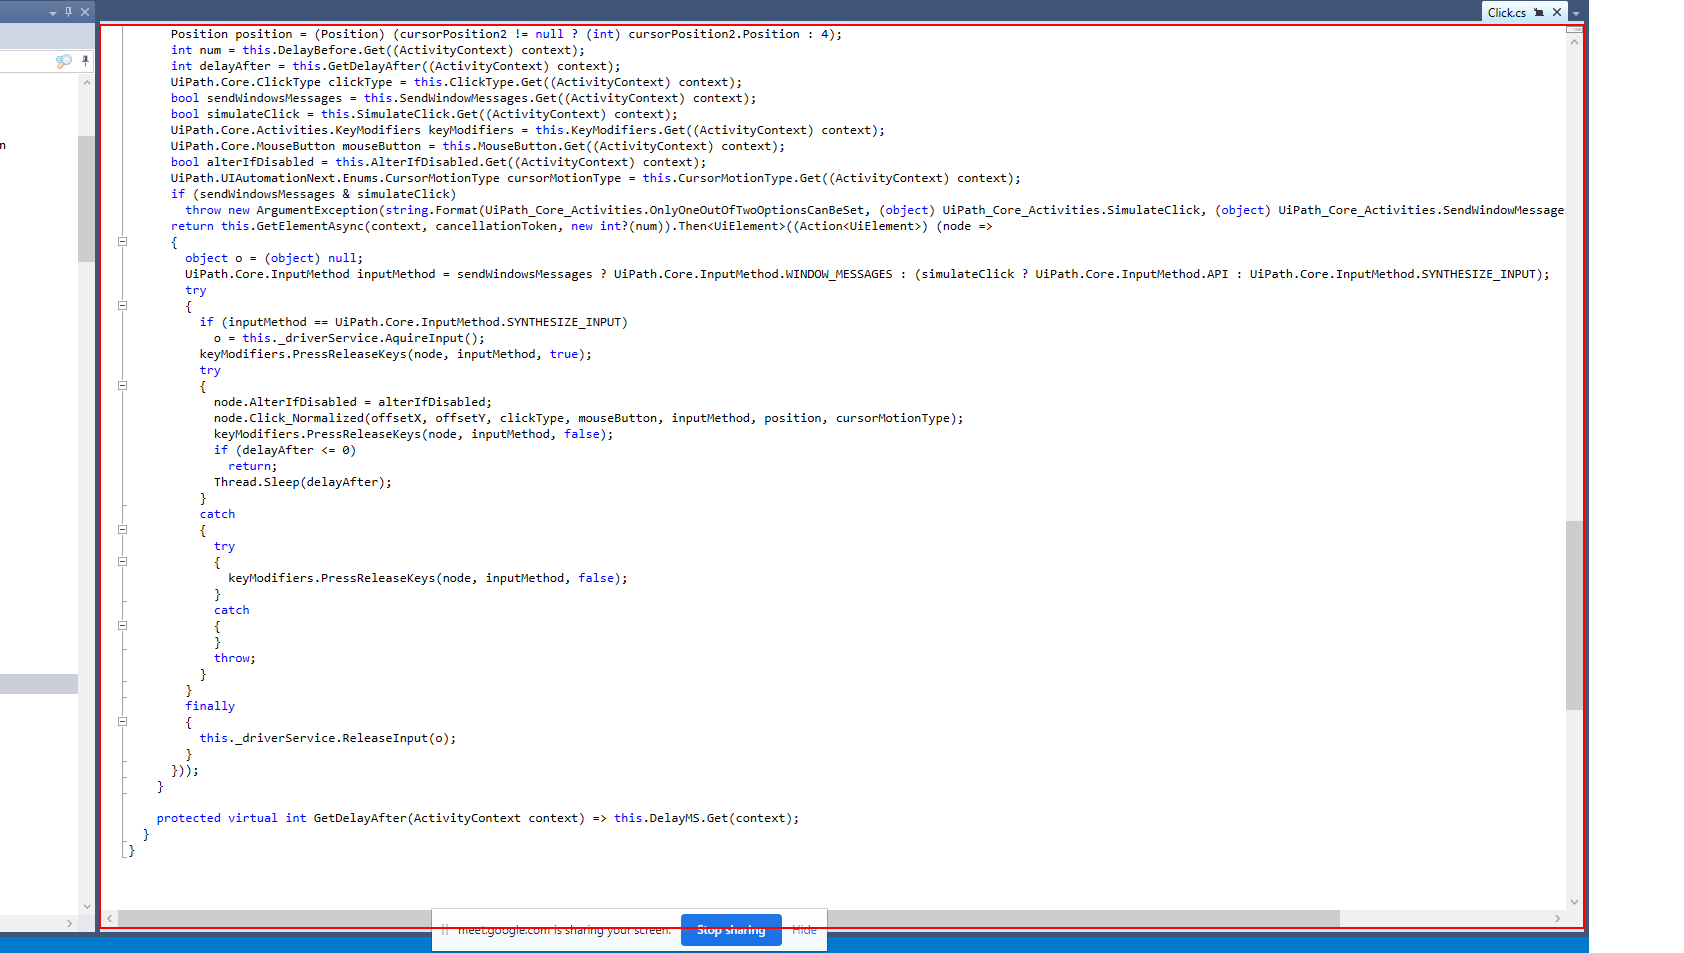 Click.cs
n
Position position = (Position) (cursorPosition2 != null ? (int) cursorPosition2.Position : 4);
int num = this.DelayBefore.Get((ActivityContext) context);
int delayAfter = this.GetDelayAfter((ActivityContext) context);
UiPath.Core.ClickType clickType = this.ClickType.Get((ActivityContext) context);
bool sendWindowsMessages = this.SendWindowMessages.Get((ActivityContext) context);
bool simulateClick = this.SimulateClick.Get((ActivityContext) context);
UiPath.Core.Activities.KeyModifiers keyModifiers = this.KeyModifiers.Get((ActivityContext) context);
UiPath.Core.MouseButton mouseButton = this.MouseButton.Get((ActivityContext) context);
bool alterIfDisabled = this.AlterIfDisabled.Get((ActivityContext) context);
UiPath.UIAutomationNext.Enums.CursorMotionType cursorMotionType = this.CursorMotionType.Get((ActivityContext) context);
if (sendWindowsMessages & simulateClick)
throw new ArgumentException(string.Format(UiPath_Core_Activities.OnlyOneOutOfTwoOptionsCanBeSet, (object) UiPath_Core_Activities.SimulateClick, (object) UiPath_Core_Activities.SendWindowMessage
return this.GetElementAsync(context, cancellationToken, new int?(num)).Then<UiElement>((Action<UiElement>) (node =>
{
object o = (object) null;
UiPath.Core.InputMethod inputMethod = sendWindowsMessages ? UiPath.Core.InputMethod.WINDOW_MESSAGES : (simulateClick ? UiPath.Core.InputMethod.API : UiPath.Core.InputMethod.SYNTHESIZE_INPUT);
try
{
if (inputMethod == UiPath.Core.InputMethod.SYNTHESIZE_INPUT)
o = this._driverService.AquireInput();
keyModifiers.PressReleaseKeys(node, inputMethod, true);
try
{
node.AlterIfDisabled = alterIfDisabled;
node.Click_Normalized(offsetX, offsetY, clickType, mouseButton, inputMethod, position, cursorMotionType);
keyModifiers.PressReleaseKeys(node, inputMethod, false);
if (delayAfter <= 0)
return;
Thread.Sleep(delayAfter);
}
catch
{
try
{
keyModifiers.PressReleaseKeys(node, inputMethod, false);
}
catch
{
}
throw;
}
}
finally
{
this._driverService.ReleaseInput(o);
}
}));
}
protected virtual int GetDelayAfter(ActivityContext context) => this.DelayMS.Get(context);
}
}
meet.google.com is sharing your screen. Stop sharing Hide